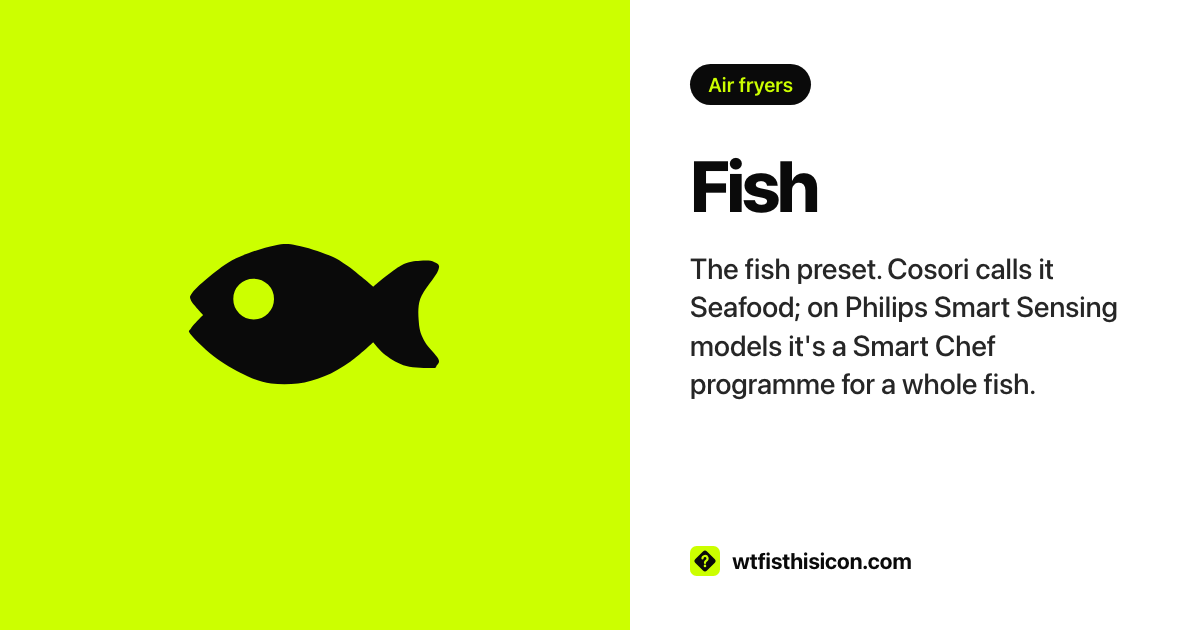 Air fryers
Fish
The fish preset. Cosori calls it
Seafood; on Philips Smart Sensing
models it's a Smart Chef
programme for a whole fish.
?
wtfisthisicon.com